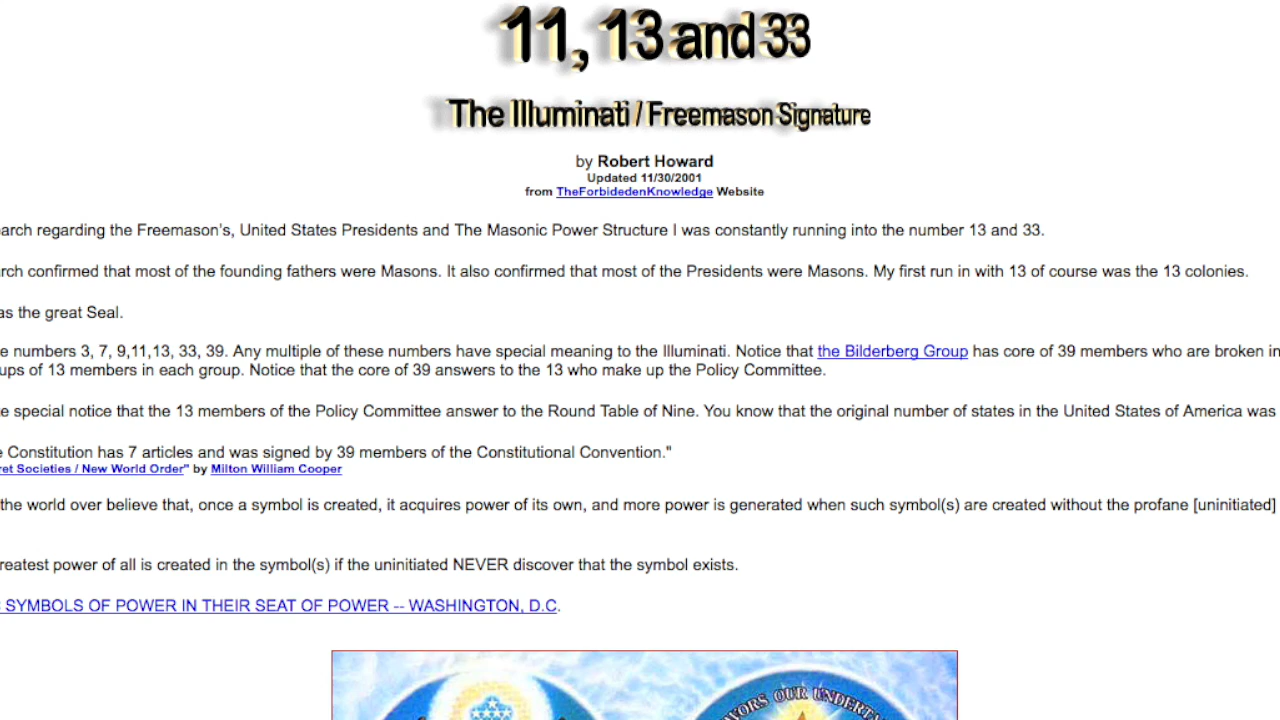 11, 13 and 33
The Illuminati / Freemason Signature
by Robert Howard
Updated 11/30/2001
from TheForbidedenKnowledge Website
arch regarding the Freemason's, United States Presidents and The Masonic Power Structure I was constantly running into the number 13 and 33.
rch confirmed that most of the founding fathers were Masons. It also confirmed that most of the Presidents were Masons. My first run in with 13 of course was the 13 colonies.
as the great Seal.
e numbers 3, 7, 9,11,13, 33, 39. Any multiple of these numbers have special meaning to the Illuminati. Notice that the Bilderberg Group has core of 39 members who are broken in
ups of 13 members in each group. Notice that the core of 39 answers to the 13 who make up the Policy Committee.
e special notice that the 13 members of the Policy Committee answer to the Round Table of Nine. You know that the original number of states in the United States of America was
e Constitution has 7 articles and was signed by 39 members of the Constitutional Convention."
ret Societies / New World Order" by Milton William Cooper
the world over believe that, once a symbol is created, it acquires power of its own, and more power is generated when such symbol(s) are created without the profane [uninitiated]
reatest power of all is created in the symbol(s) if the uninitiated NEVER discover that the symbol exists.
SYMBOLS OF POWER IN THEIR SEAT OF POWER -- WASHINGTON, D.C.
VORS OUR UNDERTA